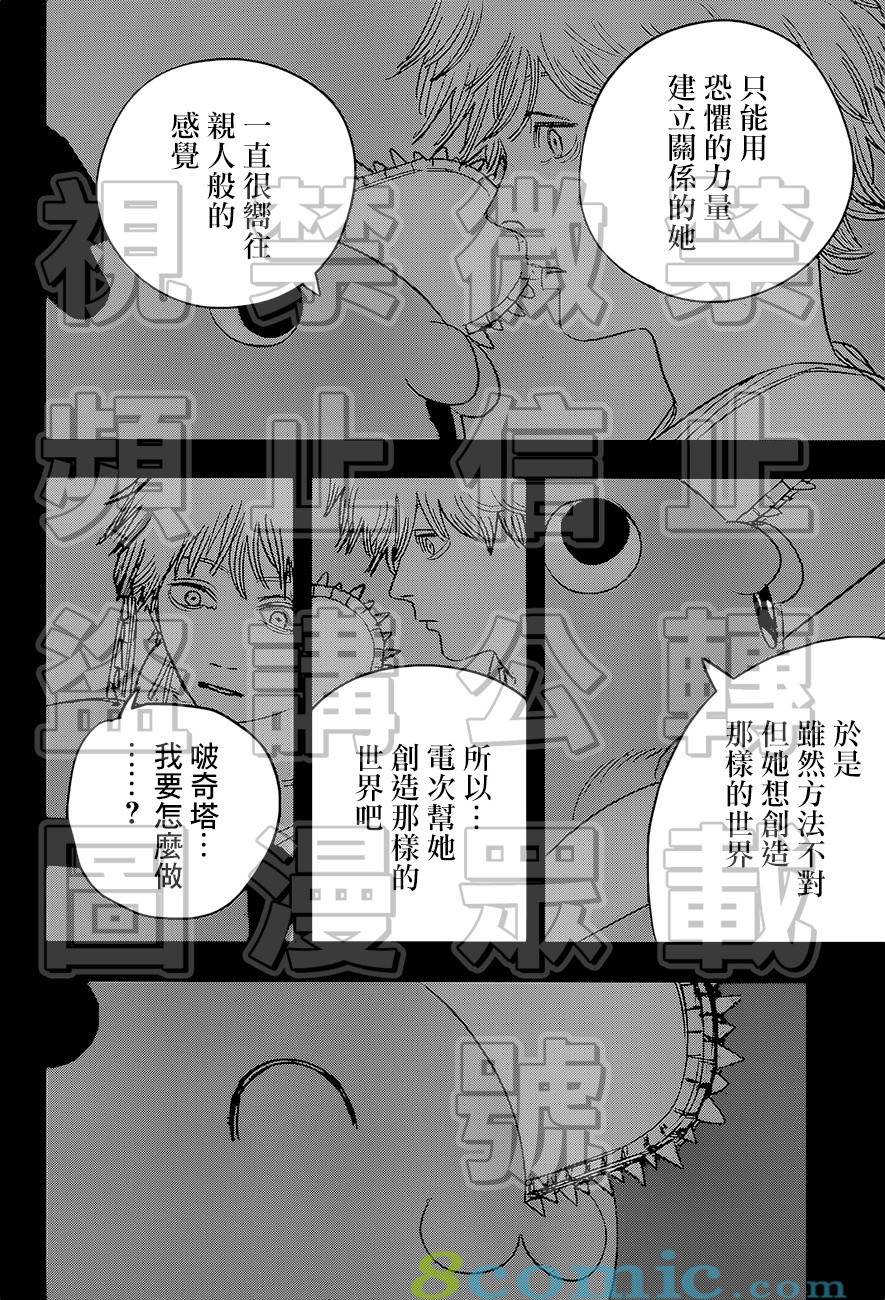 只能用
恐懼的力量
建立關係的她
一直很嚮往
親人般的
感覺
於是
雖然方法不對
但她想創造
那樣的世界
所以…
電次幫她
創造那樣的
世界吧
啵奇塔…
我要怎麼做
……?
視禁微禁
頻止信止
盜講公轉
圖漫眾載
號
8comic.com